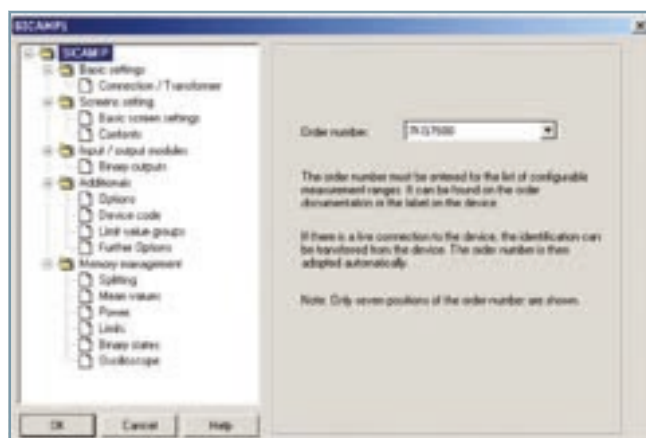 SICAMP1
SICAM P
Basic settings
Connection / Transformer
Screens setting
Basic screen settings
Contents
Input / output modules
Binary outputs
Additionals
Options
Device code
Limit value groups
Further Options
Memory management
Splitting
Mean values
Power
Limits
Binary states
Oscilloscope
OK
Cancel
Help
Order number:
7KG7600
The order number must be entered for the list of configurable
measurement ranges. It can be found on the order
documentation or the label on the device.
If there is a live connection to the device, the identification can
be transferred from the device. The order number is then
adopted automatically.
Note: Only seven positions of the order number are shown.